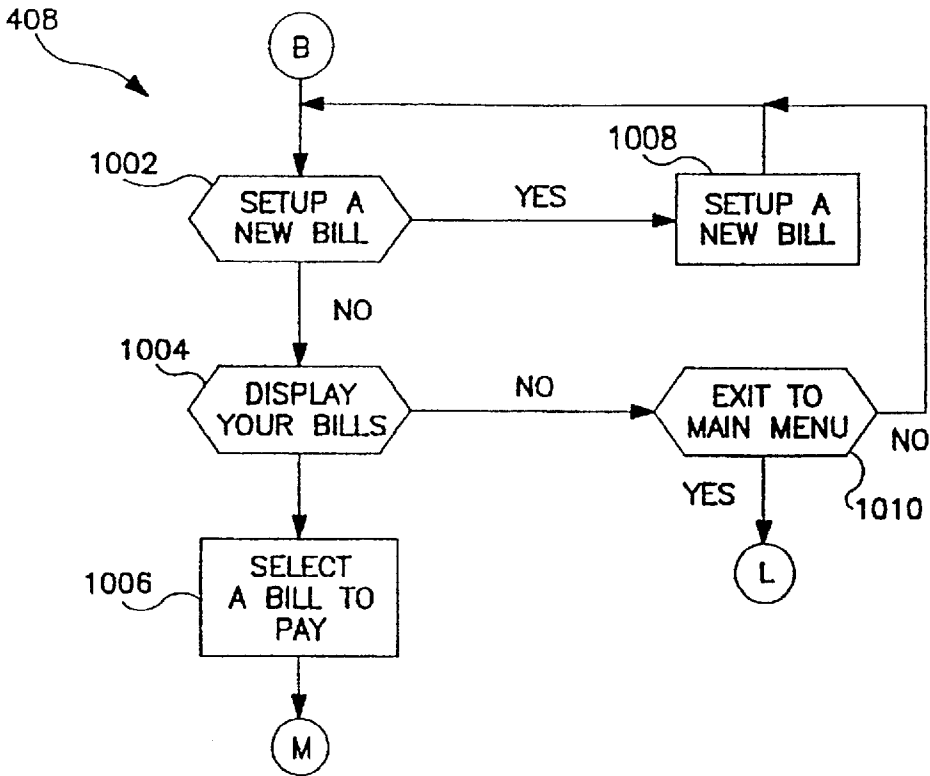 408
B
1002
SETUP A
NEW BILL
YES
1008
SETUP A
NEW BILL
NO
1004
DISPLAY
YOUR BILLS
NO
EXIT TO
MAIN MENU
NO
YES
1010
1006
SELECT
A BILL TO
PAY
L
M